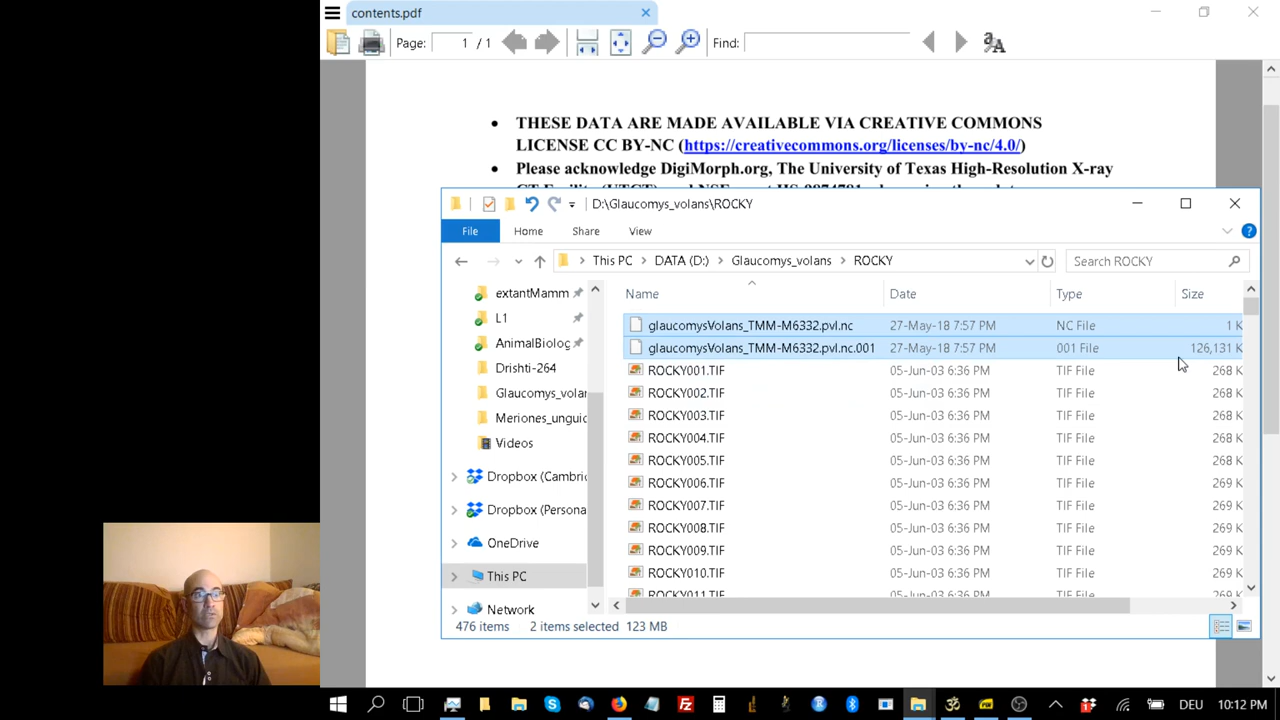 contents.pdf
Page: 1 / 1 Find:
• THESE DATA ARE MADE AVAILABLE VIA CREATIVE COMMONS
LICENSE CC BY-NC (https://creativecommons.org/licenses/by-nc/4.0/)
• Please acknowledge DigiMorph.org, The University of Texas High-Resolution X-ray
D:\Glaucomys_volans\ROCKY
File Home Share View
This PC > DATA (D:) > Glaucomys_volans > ROCKY
Search ROCKY
Name Date Type Size
extantMamm
L1
AnimalBiolog
Drishti-264
Glaucomys_volar
Meriones_unguic
Videos
Dropbox (Cambri
Dropbox (Persona
OneDrive
This PC
Network
glaucomysVolans_TMM-M6332.pvl.nc 27-May-18 7:57 PM NC File 1 K
glaucomysVolans_TMM-M6332.pvl.nc.001 27-May-18 7:57 PM 001 File 126,131 K
ROCKY001.TIF 05-Jun-03 6:36 PM TIF File 268 K
ROCKY002.TIF 05-Jun-03 6:36 PM TIF File 268 K
ROCKY003.TIF 05-Jun-03 6:36 PM TIF File 268 K
ROCKY004.TIF 05-Jun-03 6:36 PM TIF File 268 K
ROCKY005.TIF 05-Jun-03 6:36 PM TIF File 268 K
ROCKY006.TIF 05-Jun-03 6:36 PM TIF File 269 K
ROCKY007.TIF 05-Jun-03 6:36 PM TIF File 269 K
ROCKY008.TIF 05-Jun-03 6:36 PM TIF File 269 K
ROCKY009.TIF 05-Jun-03 6:36 PM TIF File 269 K
ROCKY010.TIF 05-Jun-03 6:36 PM TIF File 269 K
ROCKY011.TIF
476 items 2 items selected 123 MB
DEU 10:12 PM